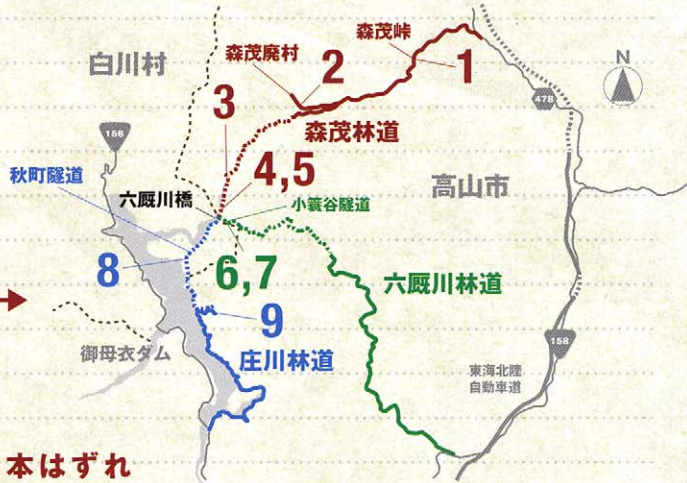 森茂峠
1
白川村
森茂廃村
2
N
478
3
森茂林道
156
4,5
秋町隧道
高山市
六厩川橋
小簑谷隧道
8
6,7
六厩川林道
9
御母衣ダム
庄川林道
158
東海北陸
自動車道
本はずれ